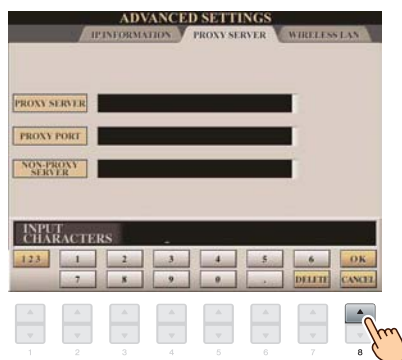 ADVANCED SETTINGS
IP INFORMATION PROXY SERVER WIRELESS LAN
PROXY SERVER
PROXY PORT
NON-PROXY
SERVER
INPUT
CHARACTERS _
123 1 2 3 4 5 6 OK
7 8 9 0 . DELETE CANCEL
1 2 3 4 5 6 7 8